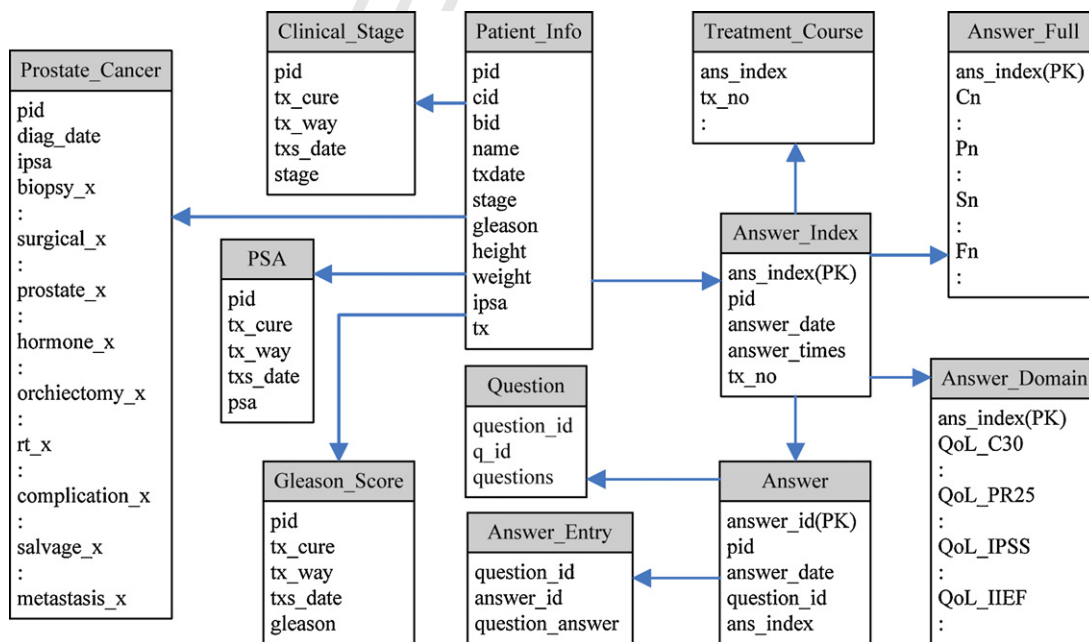 Prostate_Cancer
pid
diag_date
ipsa
biopsy_x
:
surgical_x
:
prostate_x
:
hormone_x
:
orchiectomy_x
:
rt_x
:
complication_x
:
salvage_x
:
metastasis_x
Clinical_Stage
pid
tx_cure
tx_way
txs_date
stage
PSA
pid
tx_cure
tx_way
txs_date
psa
Gleason_Score
pid
tx_cure
tx_way
txs_date
gleason
Patient_Info
pid
cid
bid
name
txdate
stage
gleason
height
weight
ipsa
tx
Question
question_id
q_id
questions
Answer_Entry
question_id
answer_id
question_answer
Treatment_Course
ans_index
tx_no
:
Answer_Index
ans_index(PK)
pid
answer_date
answer_times
tx_no
Answer
answer_id(PK)
pid
answer_date
question_id
ans_index
Answer_Full
ans_index(PK)
Cn
:
Pn
:
Sn
:
Fn
:
Answer_Domain
ans_index(PK)
QoL_C30
:
QoL_PR25
:
QoL_IPSS
:
QoL_IIEF
: